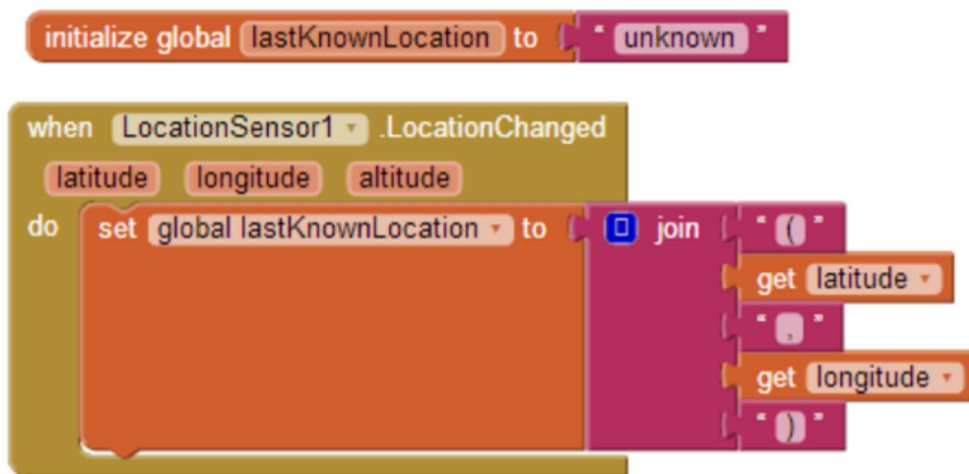 initialize global lastKnownLocation to " unknown "
when LocationSensor1 .LocationChanged
latitude longitude altitude
do set global lastKnownLocation to join " ( "
get latitude
" , "
get longitude
" ) "